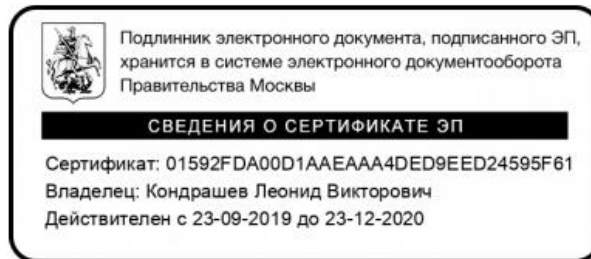 Подлинник электронного документа, подписанного ЭП,
хранится в системе электронного документооборота
Правительства Москвы
СВЕДЕНИЯ О СЕРТИФИКАТЕ ЭП
Сертификат: 01592FDA00D1AAEAAA4DED9EED24595F61
Владелец: Кондрашев Леонид Викторович
Действителен с 23-09-2019 до 23-12-2020